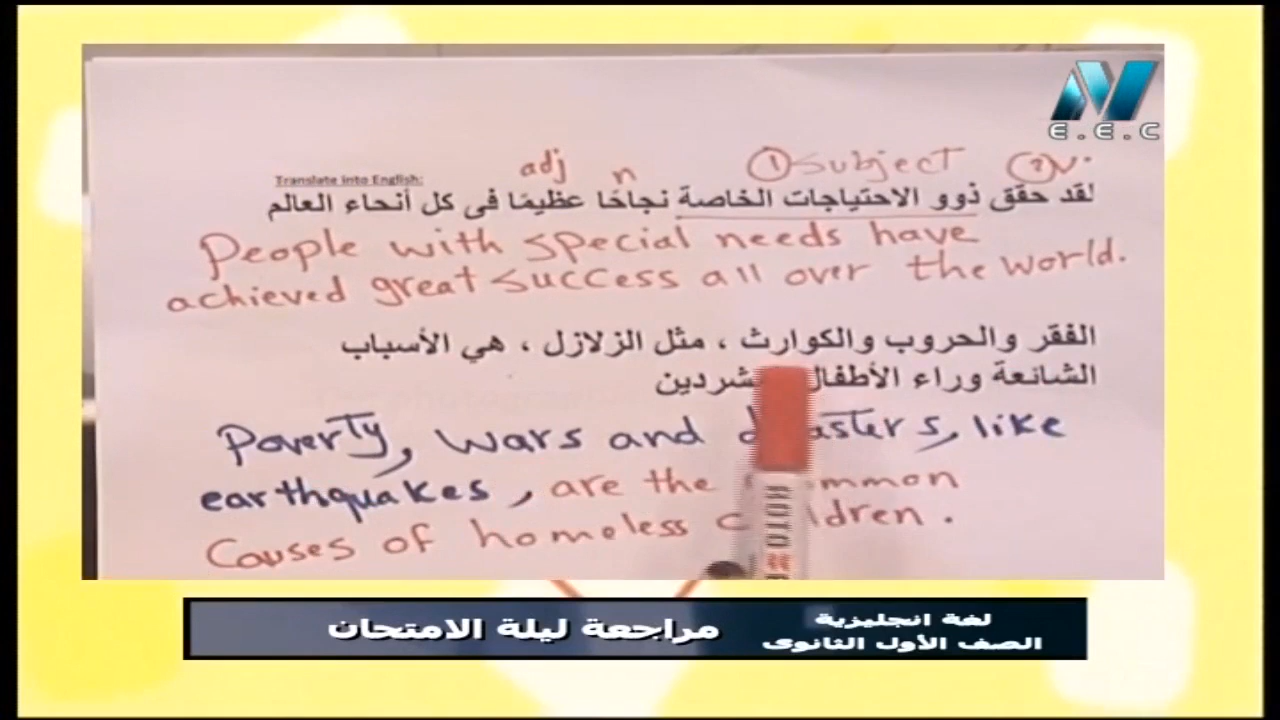 E.E.C
adj n ① subject ② v.
Translate into English:
لقد حقق ذوو الاحتياجات الخاصة نجاحًا عظيمًا فى كل أنحاء العالم
People with special needs have
achieved great success all over the world.
الفقر والحروب والكوارث ، مثل الزلازل ، هي الأسباب
الشائعة وراء الأطفال
Poverty, wars and, like
earthquakes, are the
causes of homeless
لغة انجليزية
الصف الأول الثانوى
مراجعة ليلة الامتحان